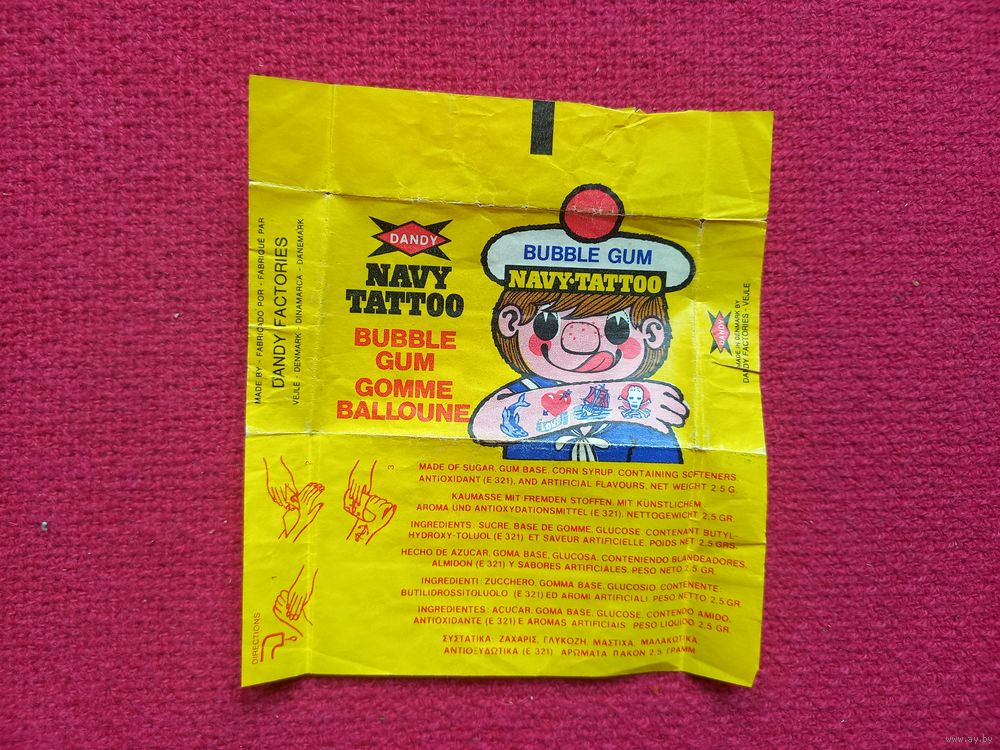 MADE BY - FABRICADO POR - FABRIQUÉ PAR
DANDY FACTORIES
VEJLE - DENMARK - DINAMARCA - DANEMARK
DANDY
NAVY
TATTOO
BUBBLE
GUM
GOMME
BALLOUNE
BUBBLE GUM
NAVY·TATTOO
LOVE
DANDY
MADE IN DENMARK BY
DANDY FACTORIES - VEJLE
2
3
DIRECTIONS
MADE OF SUGAR, GUM BASE, CORN SYRUP, CONTAINING SOFTENERS,
ANTIOXIDANT (E 321), AND ARTIFICIAL FLAVOURS. NET WEIGHT 2.5 G.
KAUMASSE MIT FREMDEN STOFFEN, MIT KÜNSTLICHEM
AROMA UND ANTIOXYDATIONSMITTEL (E 321). NETTOGEWICHT 2,5 GR
INGREDIENTS: SUCRE, BASE DE GOMME, GLUCOSE, CONTENANT BUTYL-
HYDROXY-TOLUOL (E 321) ET SAVEUR ARTIFICIELLE. POIDS NET 2.5 GRS.
HECHO DE AZUCAR, GOMA BASE, GLUCOSA, CONTENIENDO BLANDEADORES,
ALMIDON (E 321) Y SABORES ARTIFICIALES. PESO NETO 2,5 GR.
INGREDIENTI: ZUCCHERO, GOMMA BASE, GLUCOSIO, CONTENENTE
BUTILIDROSSITOLUOLO (E 321) ED AROMI ARTIFICIALI. PESO NETTO 2,5 GR
INGREDIENTES: ACUCAR, GOMA BASE, GLUCOSE, CONTENDO AMIDO,
ANTIOXIDANTE (E 321) E AROMAS ARTIFICIAIS. PESO LIQUIDO 2.5 GR
ΣΥΣΤΑΤΙΚΑ: ΖΑΧΑΡΙΣ, ΓΛΥΚΟΖΗ, ΜΑΣΤΙΧΑ, ΜΑΛΑΚΟΤΙΚΑ
ΑΝΤΙΟΞΥΔΩΤΙΚΑ (Ε 321) ΑΡΩΜΑΤΑ ΠΑΚΟΝ 2.5 ΓΡΑΜΜ
www.ay.by